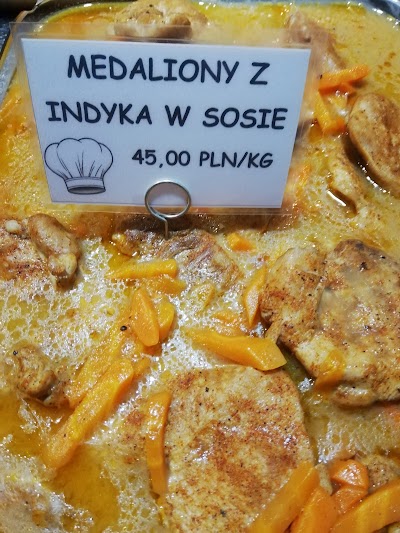 MEDALIONY Z
INDYKA W SOSIE
45,00 PLN/KG